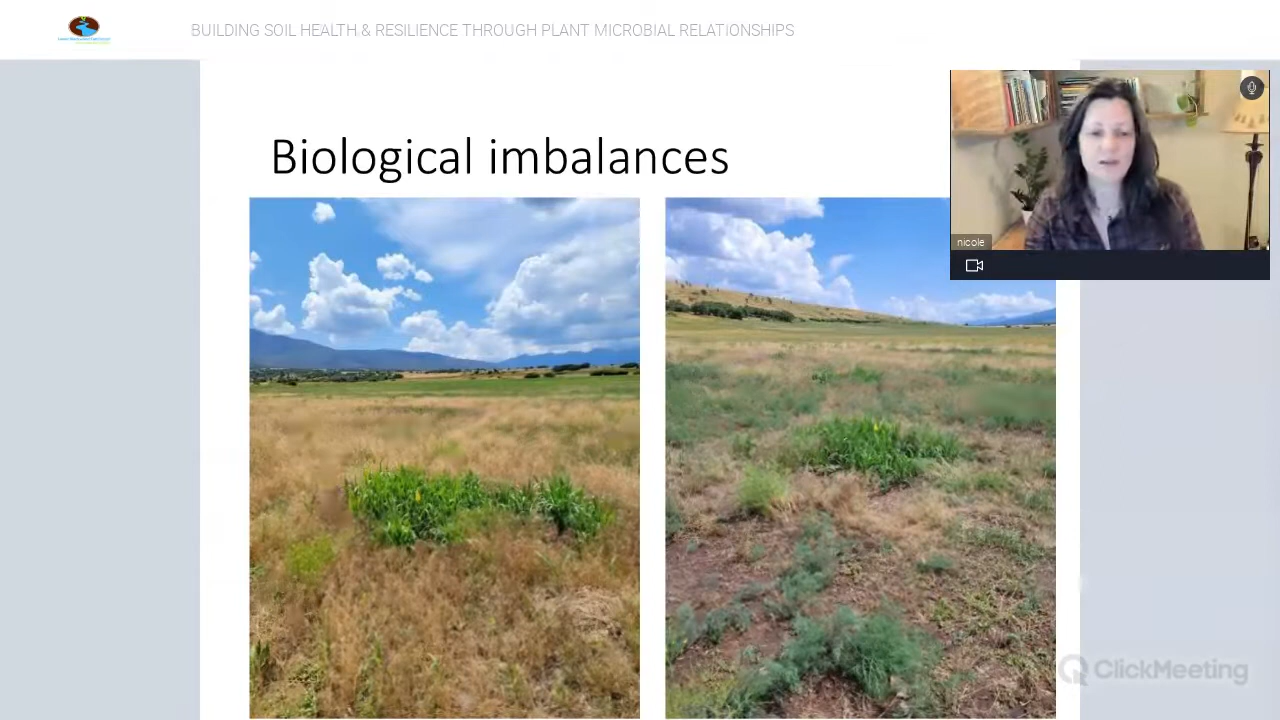 BUILDING SOIL HEALTH & RESILIENCE THROUGH PLANT MICROBIAL RELATIONSHIPS
Biological imbalances
nicole
ClickMeeting